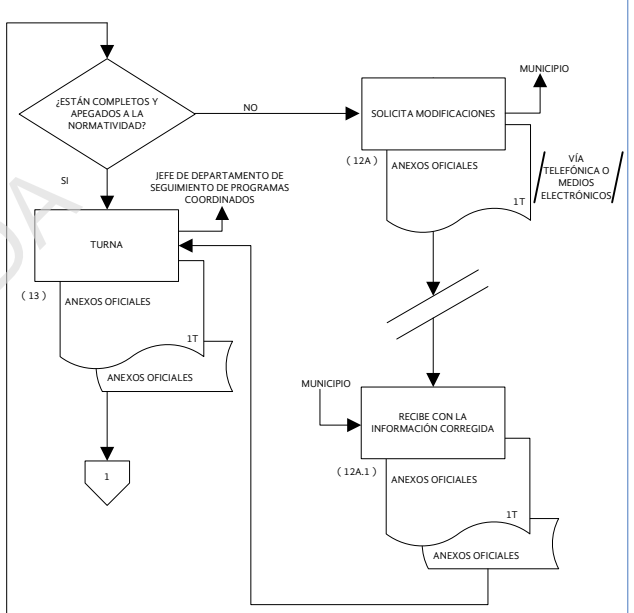 ¿ESTÁN COMPLETOS Y
APEGADOS A LA
NORMATIVIDAD?
NO
SI
MUNICIPIO
SOLICITA MODIFICACIONES
( 12A )
ANEXOS OFICIALES
1T
VÍA
TELEFÓNICA O
MEDIOS
ELECTRÓNICOS
JEFE DE DEPARTAMENTO DE
SEGUIMIENTO DE PROGRAMAS
COORDINADOS
TURNA
( 13 )
ANEXOS OFICIALES
1T
ANEXOS OFICIALES
1
MUNICIPIO
RECIBE CON LA
INFORMACIÓN CORREGIDA
( 12A.1 )
ANEXOS OFICIALES
1T
ANEXOS OFICIALES
DA